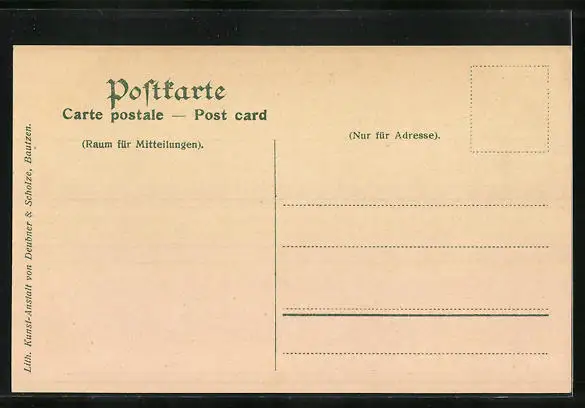 Postkarte
Carte postale — Post card
(Raum für Mitteilungen).
(Nur für Adresse).
Lith. Kunst-Anstalt von Deubner & Scholze, Bautzen.